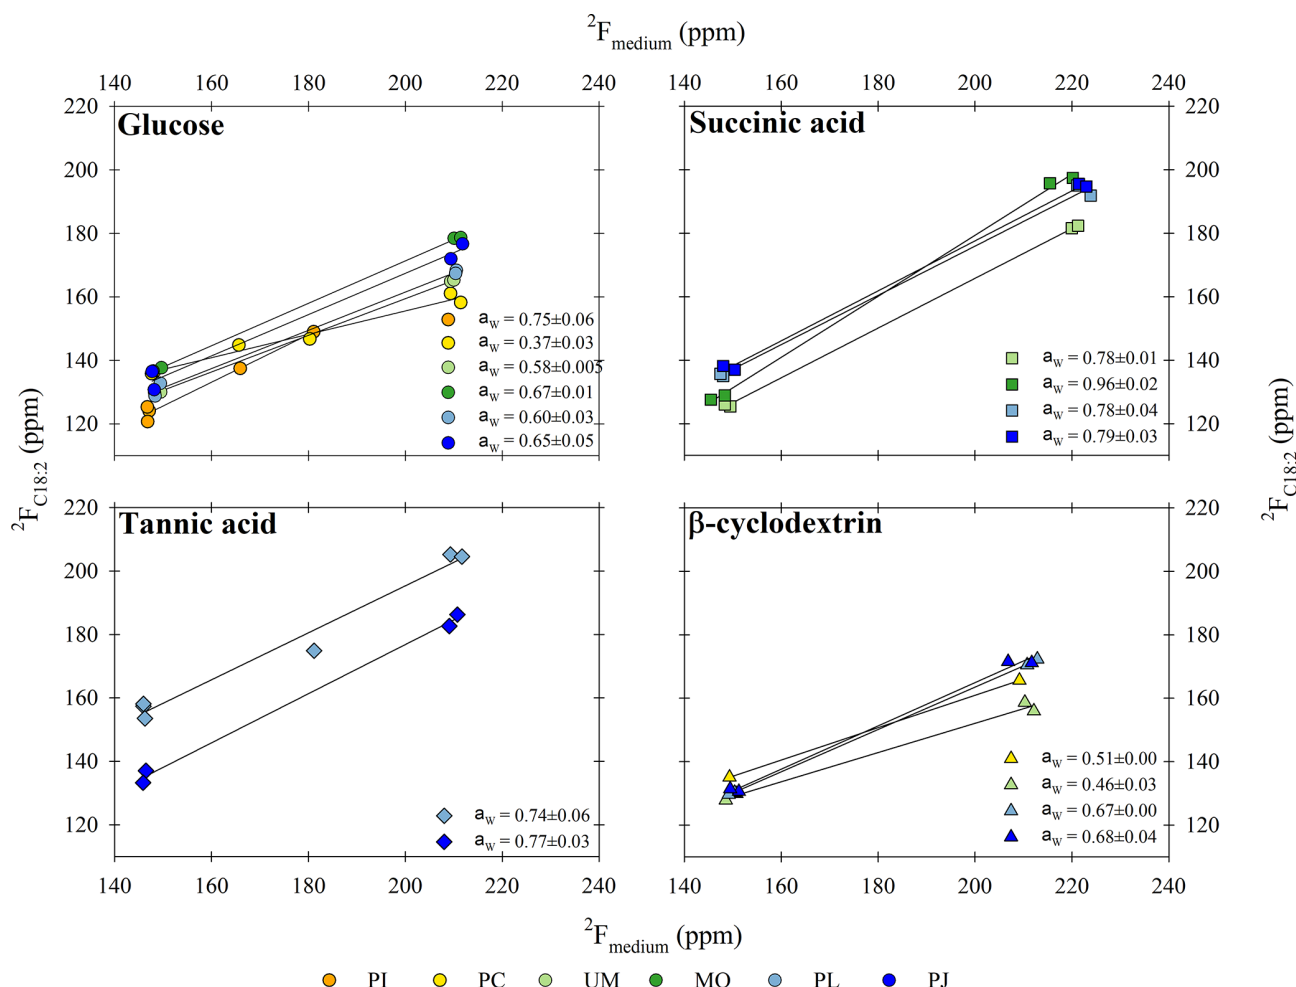 ²F_medium (ppm)
140 160 180 200 220 240
140 160 180 200 220 240
Glucose
Succinic acid
220
200
180
160
140
120
220
200
180
160
140
120
a_W = 0.75±0.06
a_W = 0.37±0.03
a_W = 0.58±0.005
a_W = 0.67±0.01
a_W = 0.60±0.03
a_W = 0.65±0.05
a_W = 0.78±0.01
a_W = 0.96±0.02
a_W = 0.78±0.04
a_W = 0.79±0.03
²F_C18:2 (ppm)
²F_C18:2 (ppm)
Tannic acid
β-cyclodextrin
220
200
180
160
140
120
220
200
180
160
140
120
a_W = 0.74±0.06
a_W = 0.77±0.03
a_W = 0.51±0.00
a_W = 0.46±0.03
a_W = 0.67±0.00
a_W = 0.68±0.04
140 160 180 200 220 240
140 160 180 200 220 240
²F_medium (ppm)
PI PC UM MO PL PJ